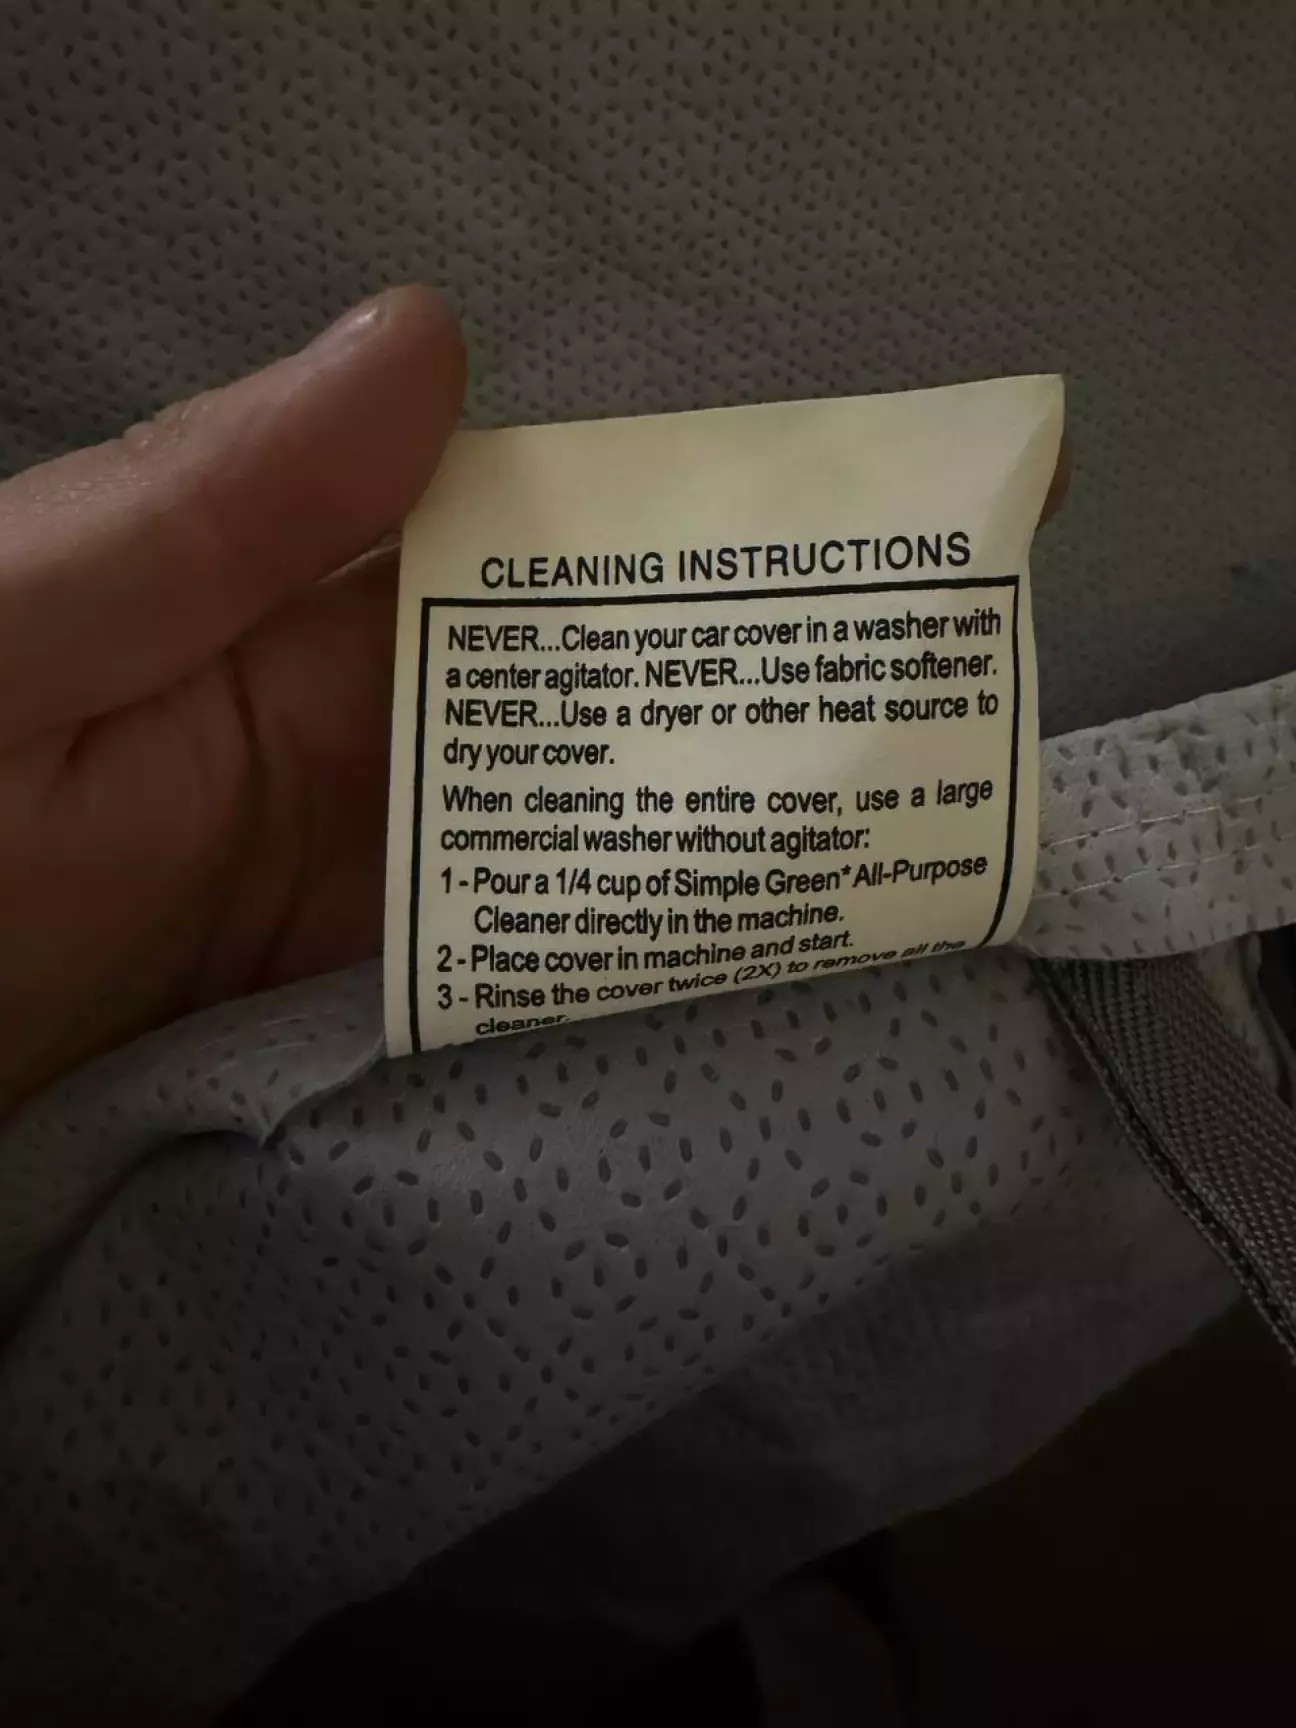 CLEANING INSTRUCTIONS
NEVER...Clean your car cover in a washer with
a center agitator. NEVER...Use fabric softener.
NEVER...Use a dryer or other heat source to
dry your cover.
When cleaning the entire cover, use a large
commercial washer without agitator:
1 - Pour a 1/4 cup of Simple Green* All-Purpose
Cleaner directly in the machine.
2 - Place cover in machine and start.
3 - Rinse the cover twice (2X) to remove all the
cleaner.